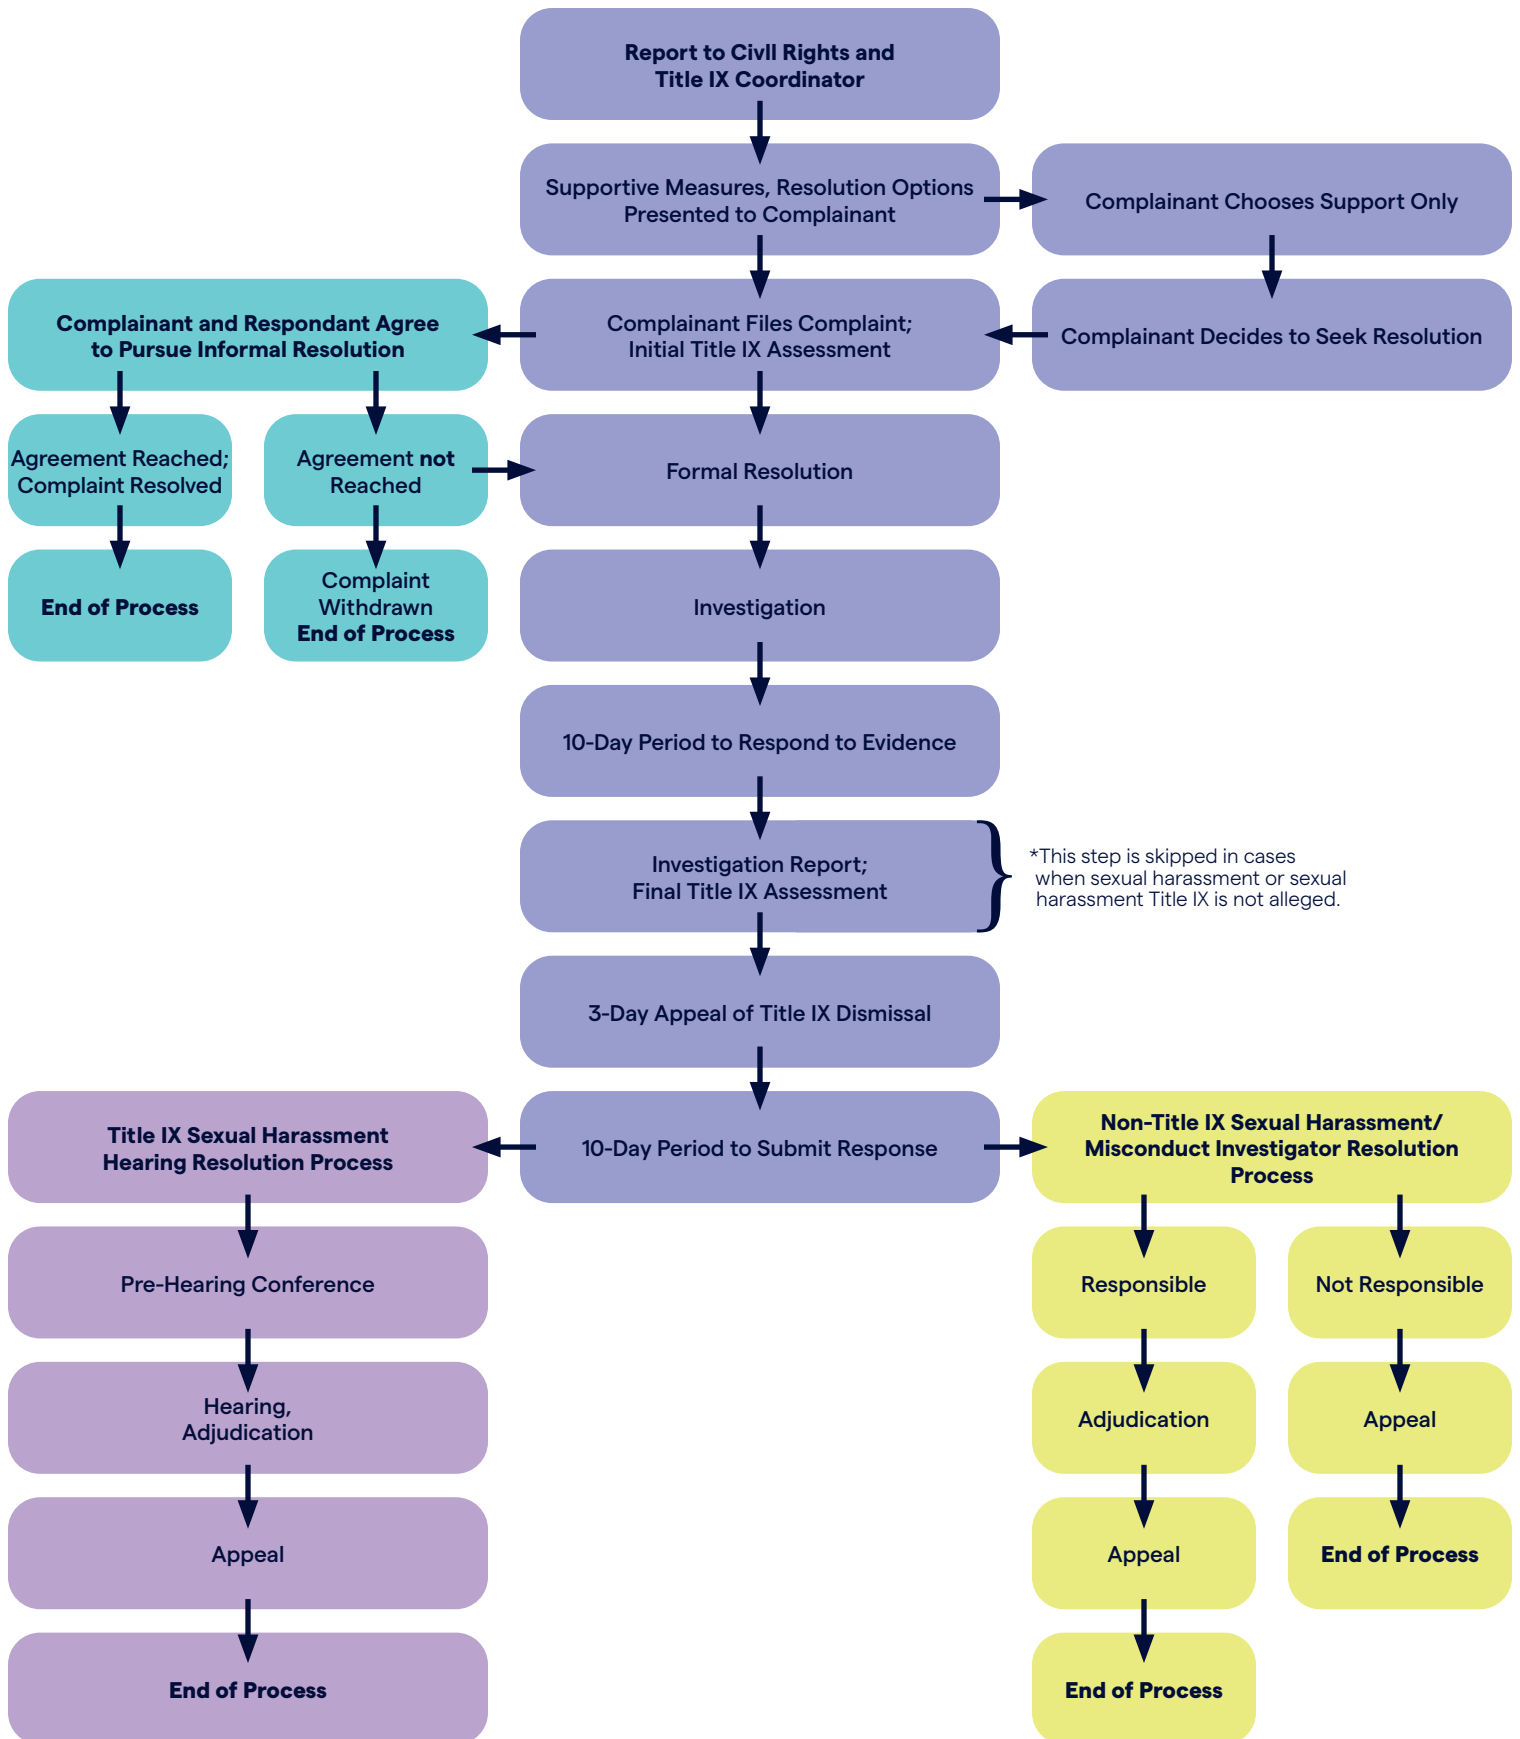 Report to Civll Rights and
Title IX Coordinator
Supportive Measures, Resolution Options
Presented to Complainant
Complainant Chooses Support Only
Complainant and Respondant Agree
to Pursue Informal Resolution
Complainant Files Complaint;
Initial Title IX Assessment
Complainant Decides to Seek Resolution
Agreement Reached;
Complaint Resolved
Agreement not
Reached
Formal Resolution
End of Process
Complaint
Withdrawn
End of Process
Investigation
10-Day Period to Respond to Evidence
Investigation Report;
Final Title IX Assessment
*This step is skipped in cases
when sexual harassment or sexual
harassment Title IX is not alleged.
3-Day Appeal of Title IX Dismissal
Title IX Sexual Harassment
Hearing Resolution Process
10-Day Period to Submit Response
Non-Title IX Sexual Harassment/
Misconduct Investigator Resolution
Process
Pre-Hearing Conference
Responsible
Not Responsible
Hearing,
Adjudication
Adjudication
Appeal
Appeal
Appeal
End of Process
End of Process
End of Process